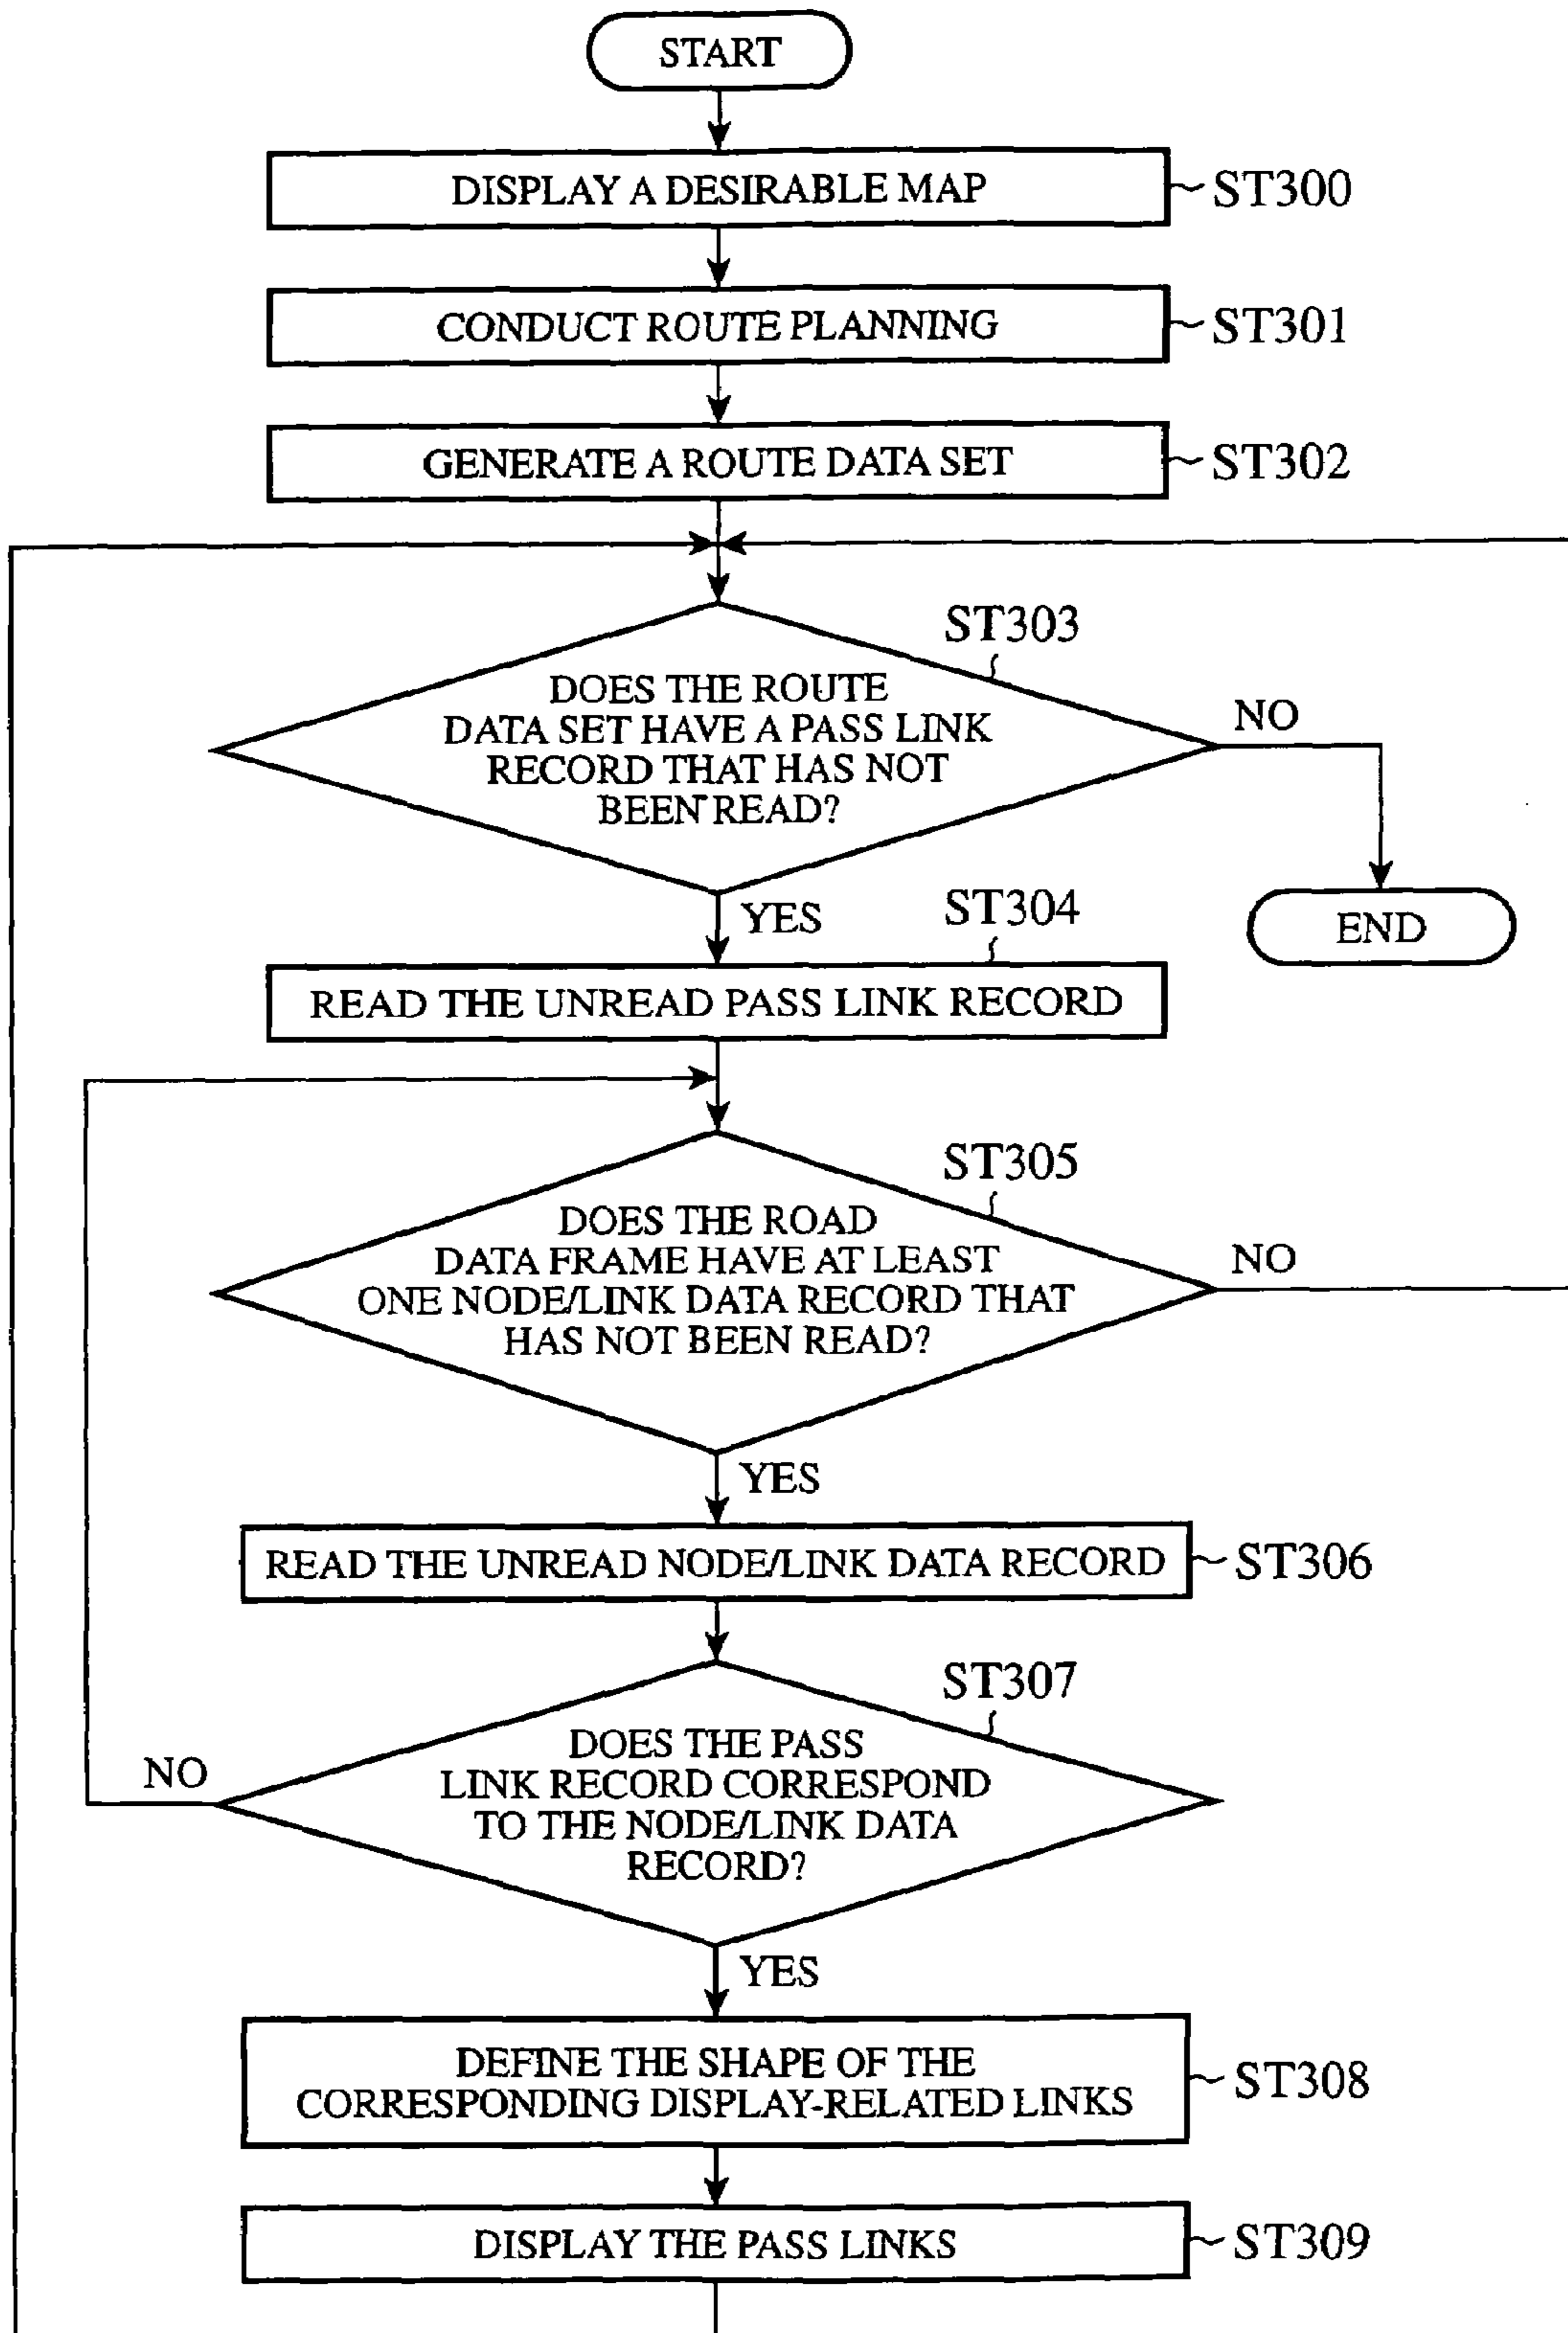 START
DISPLAY A DESIRABLE MAP
ST300
CONDUCT ROUTE PLANNING
ST301
GENERATE A ROUTE DATA SET
ST302
ST303
DOES THE ROUTE
DATA SET HAVE A PASS LINK
RECORD THAT HAS NOT
BEEN READ?
NO
END
YES
ST304
READ THE UNREAD PASS LINK RECORD
ST305
DOES THE ROAD
DATA FRAME HAVE AT LEAST
ONE NODE/LINK DATA RECORD THAT
HAS NOT BEEN READ?
NO
YES
READ THE UNREAD NODE/LINK DATA RECORD
ST306
ST307
DOES THE PASS
LINK RECORD CORRESPOND
TO THE NODE/LINK DATA
RECORD?
NO
YES
DEFINE THE SHAPE OF THE
CORRESPONDING DISPLAY-RELATED LINKS
ST308
DISPLAY THE PASS LINKS
ST309